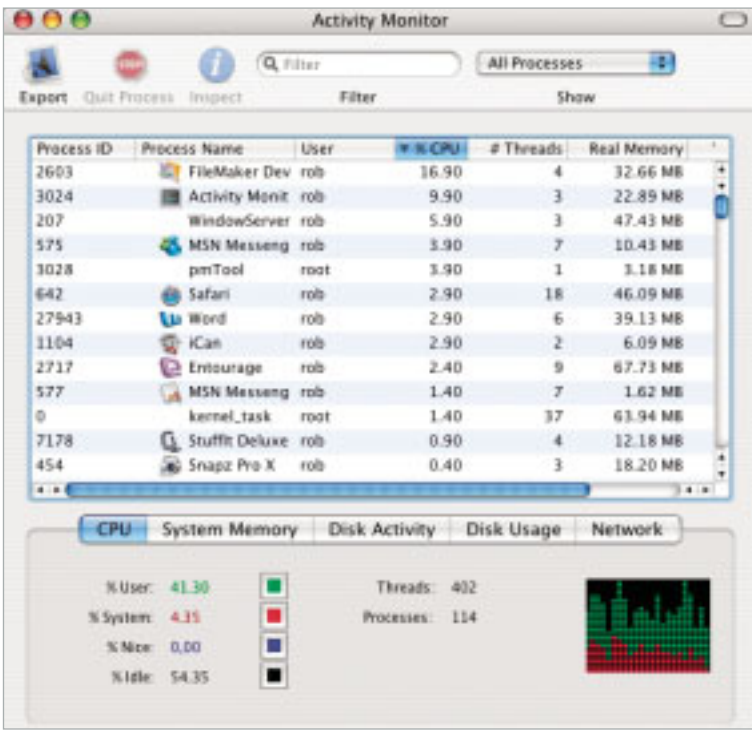 Activity Monitor
Export Quit Process Inspect Filter All Processes
Filter Show
Process ID Process Name User % CPU # Threads Real Memory
2603 FileMaker Dev rob 16.90 4 32.66 MB
3024 Activity Monit rob 9.90 3 22.89 MB
207 WindowServer rob 5.90 3 47.43 MB
575 MSN Messeng rob 3.90 7 10.43 MB
3028 pmTool root 3.90 1 3.18 MB
642 Safari rob 2.90 18 46.09 MB
27943 Word rob 2.90 6 39.13 MB
1104 iCan rob 2.90 2 6.09 MB
2717 Entourage rob 2.40 9 67.73 MB
577 MSN Messeng rob 1.40 7 1.62 MB
0 kernel_task root 1.40 37 63.94 MB
7178 StuffIt Deluxe rob 0.90 4 12.18 MB
454 Snapz Pro X rob 0.40 3 18.20 MB
CPU System Memory Disk Activity Disk Usage Network
% User: 41.30 Threads: 402
% System: 4.35 Processes: 114
% Nice: 0.00
% Idle: 54.35